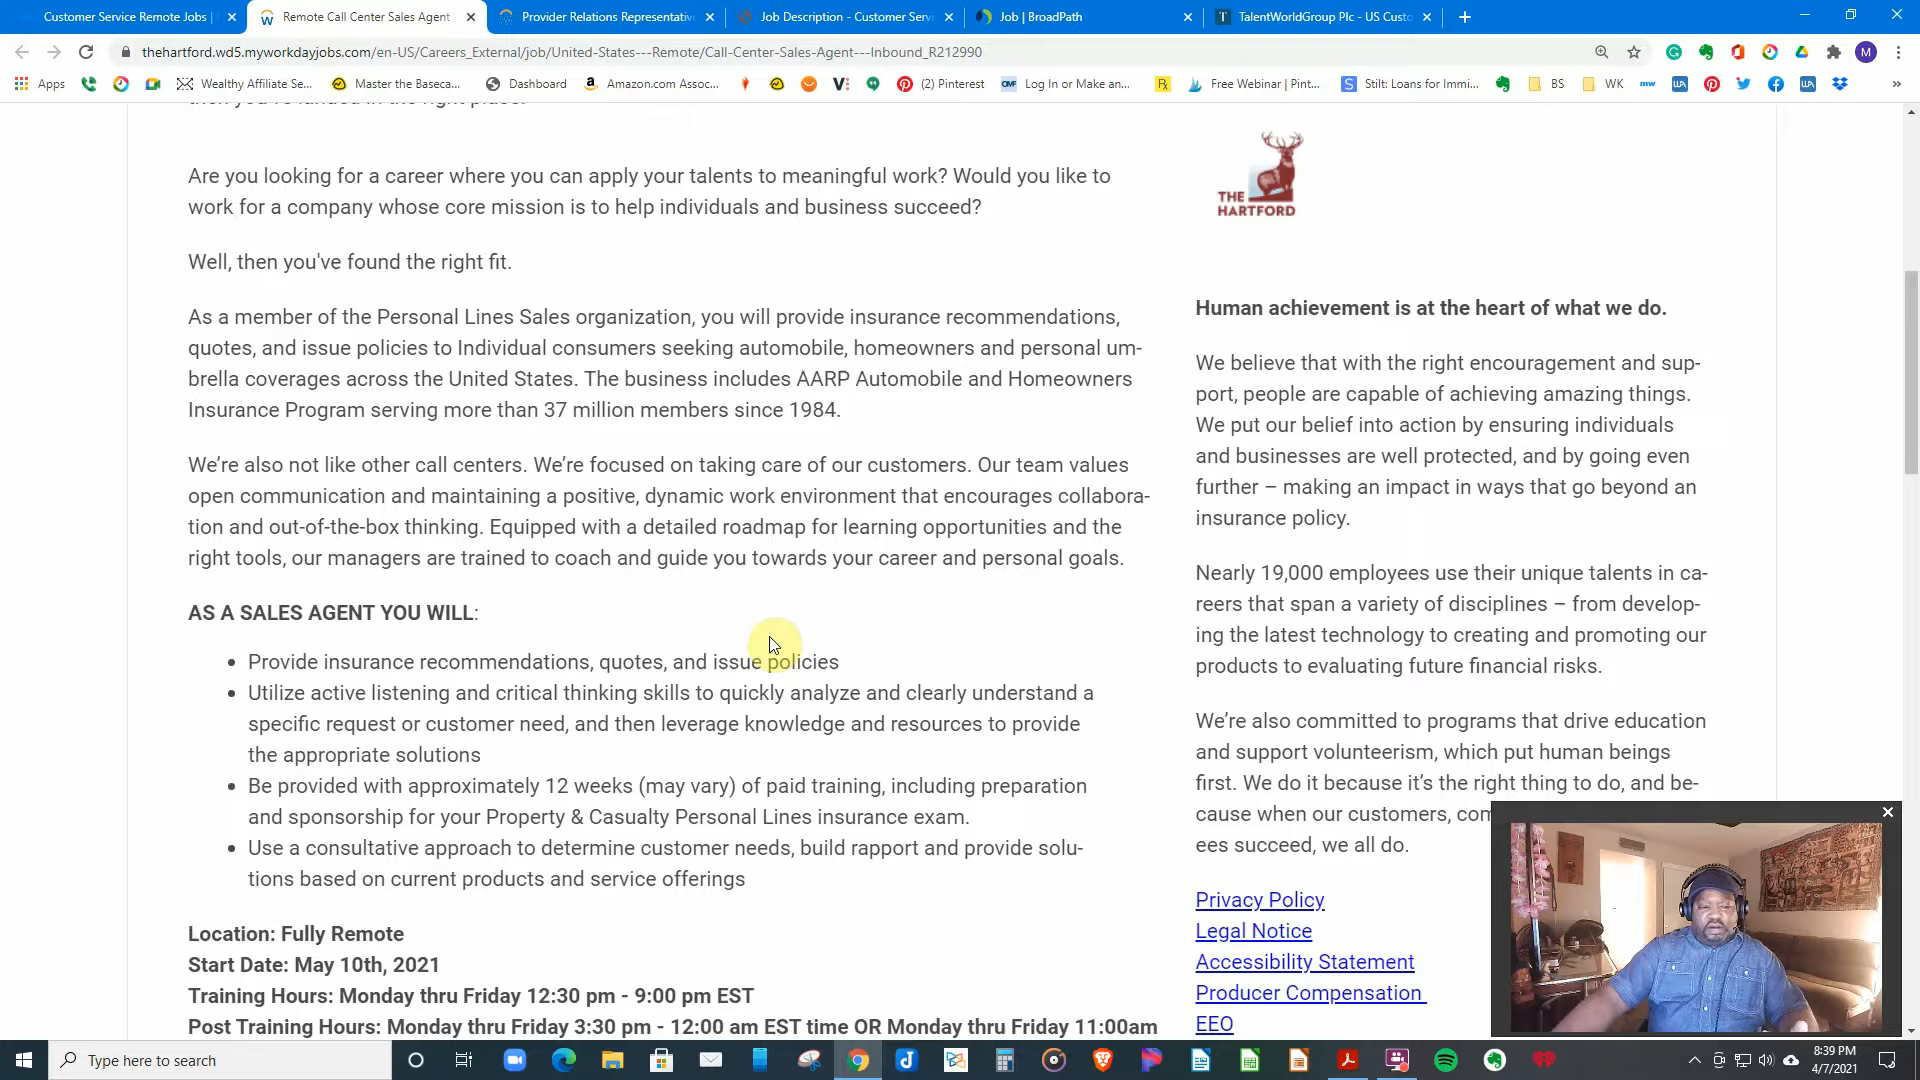 Customer Service Remote Jobs |
Remote Call Center Sales Agent -
Provider Relations Representativ
Job Description - Customer Servi
Job | BroadPath
TalentWorldGroup Plc - US Custo
thehartford.wd5.myworkdayjobs.com/en-US/Careers_External/job/United-States---Remote/Call-Center-Sales-Agent---Inbound_R212990
M
Apps
Wealthy Affiliate Se...
Master the Baseca...
Dashboard
Amazon.com Assoc...
(2) Pinterest
Log In or Make an...
Free Webinar | Pint...
Stilt: Loans for Immi...
BS
WK
then you've landed in the right place.
Are you looking for a career where you can apply your talents to meaningful work? Would you like to
work for a company whose core mission is to help individuals and business succeed?
Well, then you've found the right fit.
As a member of the Personal Lines Sales organization, you will provide insurance recommendations,
quotes, and issue policies to Individual consumers seeking automobile, homeowners and personal um-
brella coverages across the United States. The business includes AARP Automobile and Homeowners
Insurance Program serving more than 37 million members since 1984.
We're also not like other call centers. We're focused on taking care of our customers. Our team values
open communication and maintaining a positive, dynamic work environment that encourages collabora-
tion and out-of-the-box thinking. Equipped with a detailed roadmap for learning opportunities and the
right tools, our managers are trained to coach and guide you towards your career and personal goals.
AS A SALES AGENT YOU WILL:
• Provide insurance recommendations, quotes, and issue policies
• Utilize active listening and critical thinking skills to quickly analyze and clearly understand a
specific request or customer need, and then leverage knowledge and resources to provide
the appropriate solutions
• Be provided with approximately 12 weeks (may vary) of paid training, including preparation
and sponsorship for your Property & Casualty Personal Lines insurance exam.
• Use a consultative approach to determine customer needs, build rapport and provide solu-
tions based on current products and service offerings
Location: Fully Remote
Start Date: May 10th, 2021
Training Hours: Monday thru Friday 12:30 pm - 9:00 pm EST
Post Training Hours: Monday thru Friday 3:30 pm - 12:00 am EST time OR Monday thru Friday 11:00am
THE
HARTFORD
Human achievement is at the heart of what we do.
We believe that with the right encouragement and sup-
port, people are capable of achieving amazing things.
We put our belief into action by ensuring individuals
and businesses are well protected, and by going even
further – making an impact in ways that go beyond an
insurance policy.
Nearly 19,000 employees use their unique talents in ca-
reers that span a variety of disciplines – from develop-
ing the latest technology to creating and promoting our
products to evaluating future financial risks.
We're also committed to programs that drive education
and support volunteerism, which put human beings
first. We do it because it's the right thing to do, and be-
cause when our customers,
ees succeed, we all do.
Privacy Policy
Legal Notice
Accessibility Statement
Producer Compensation
EEO
Type here to search
8:39 PM
4/7/2021